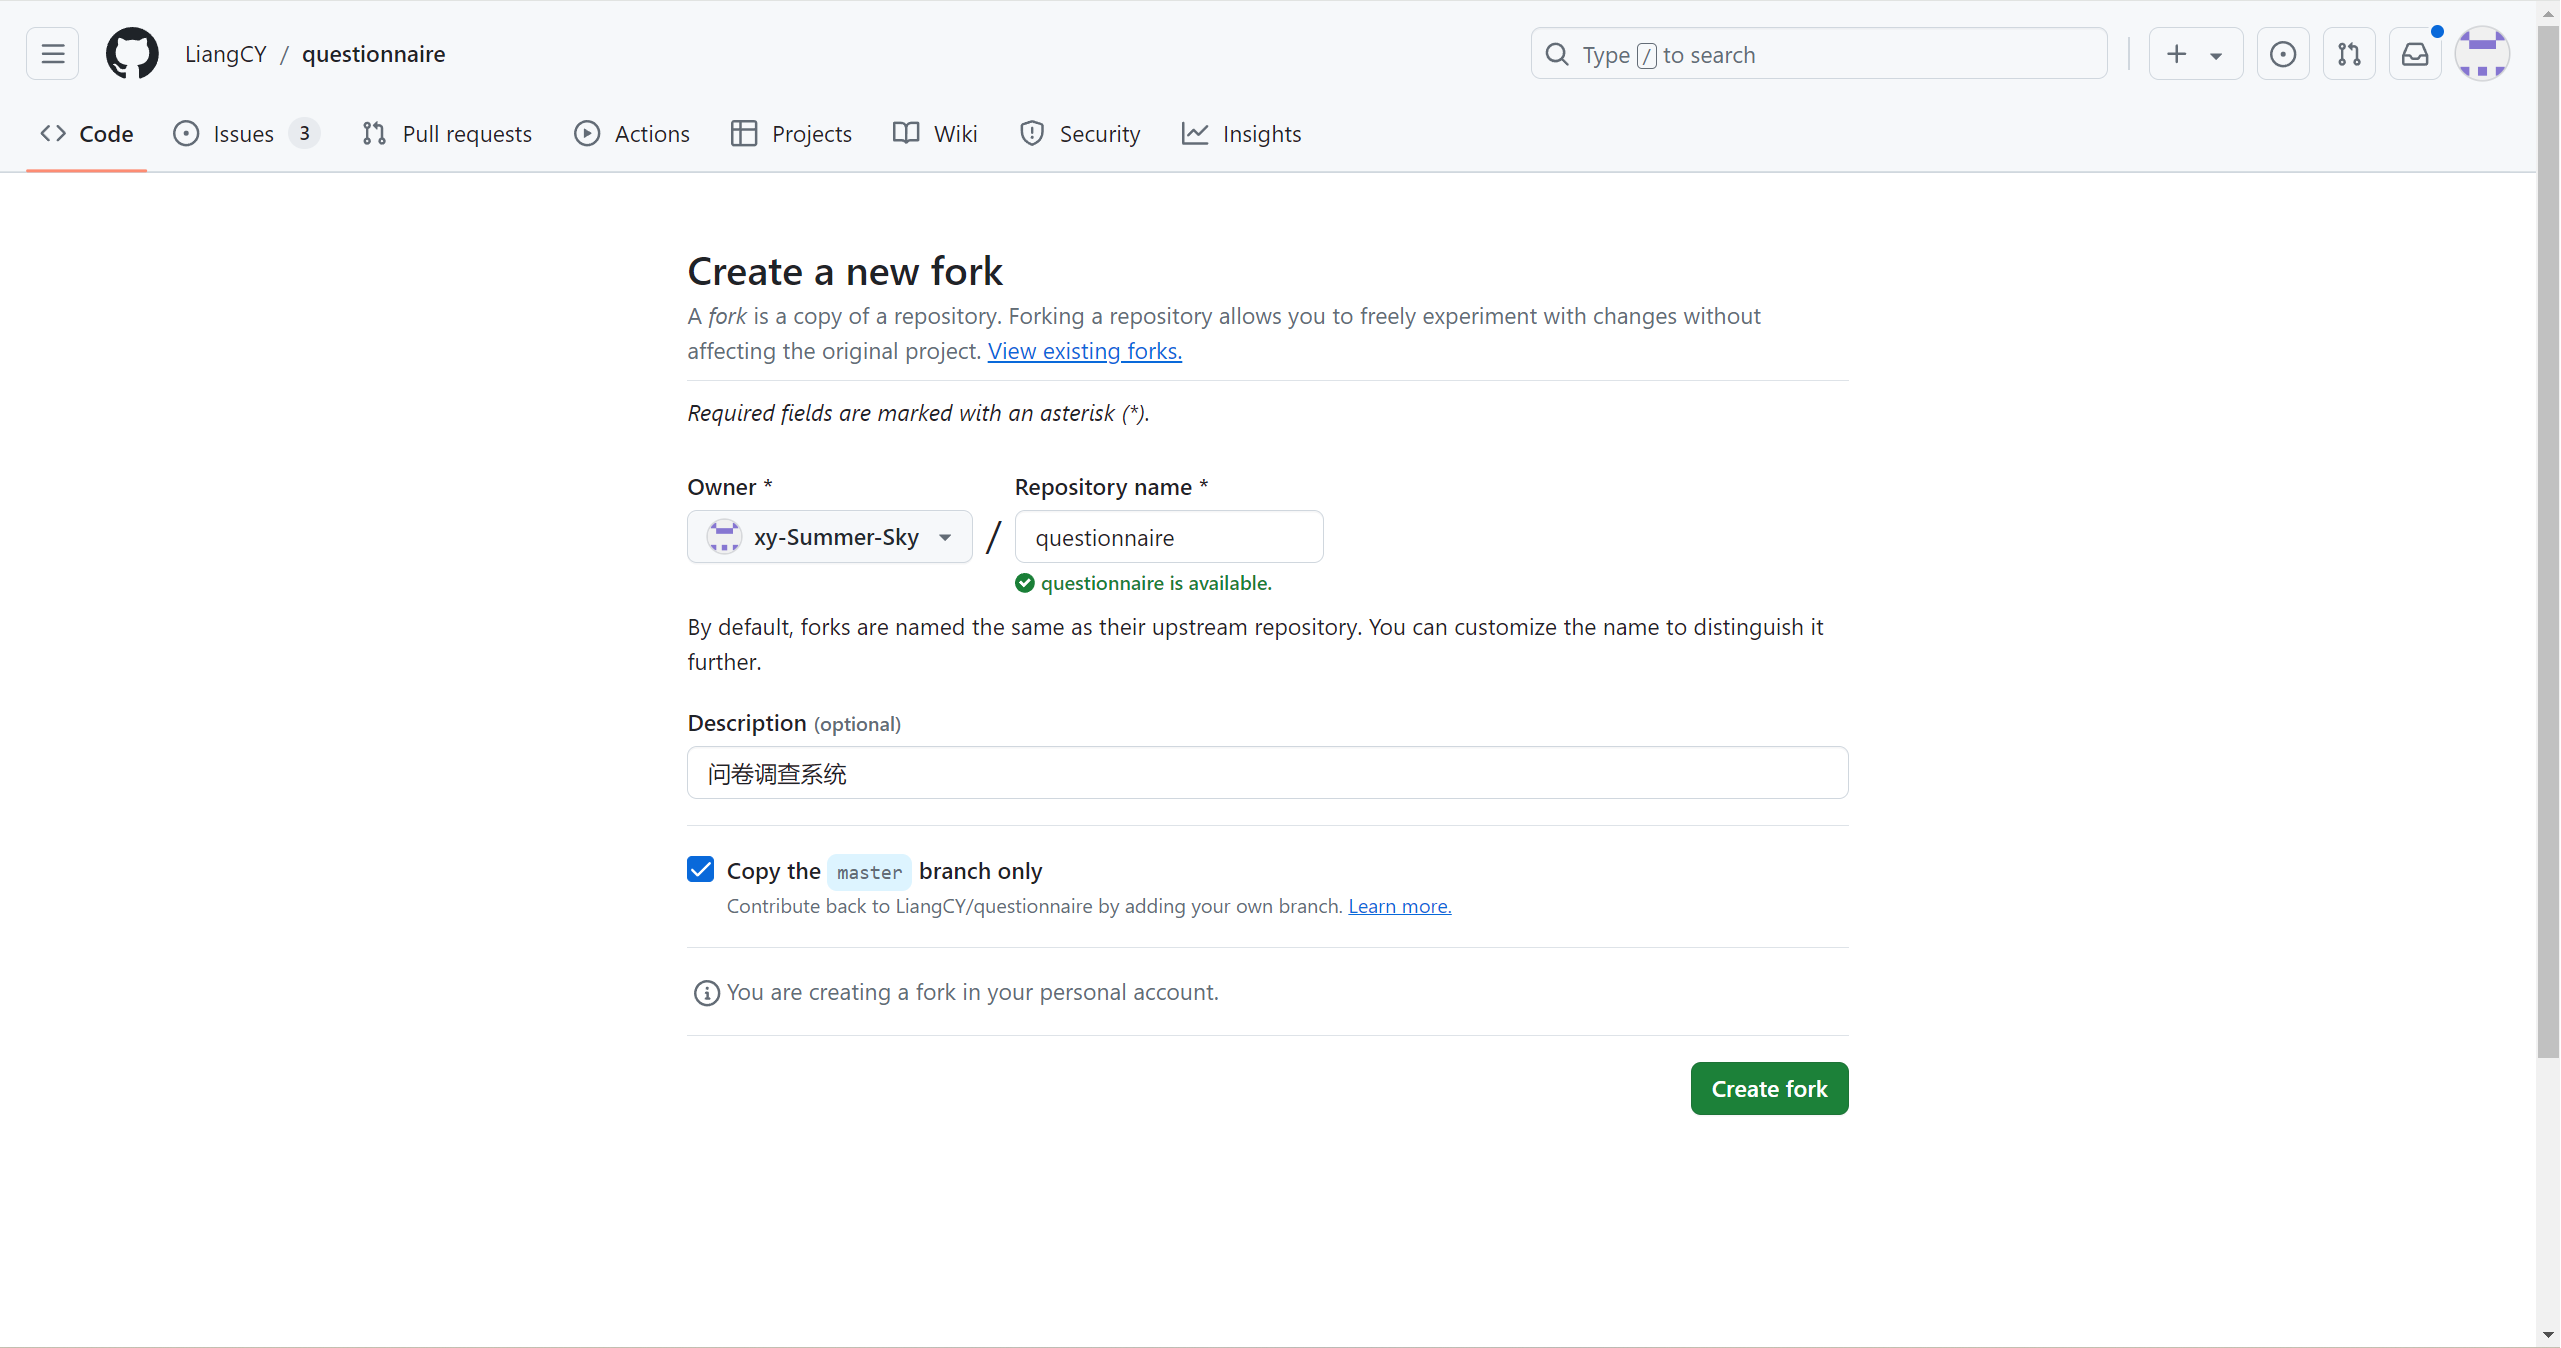 LiangCY / questionnaire
Type / to search
Code
Issues 3
Pull requests
Actions
Projects
Wiki
Security
Insights
Create a new fork
A fork is a copy of a repository. Forking a repository allows you to freely experiment with changes without
affecting the original project. View existing forks.
Required fields are marked with an asterisk (*).
Owner *
Repository name *
xy-Summer-Sky
/
questionnaire
questionnaire is available.
By default, forks are named the same as their upstream repository. You can customize the name to distinguish it
further.
Description (optional)
问卷调查系统
Copy the master branch only
Contribute back to LiangCY/questionnaire by adding your own branch. Learn more.
You are creating a fork in your personal account.
Create fork